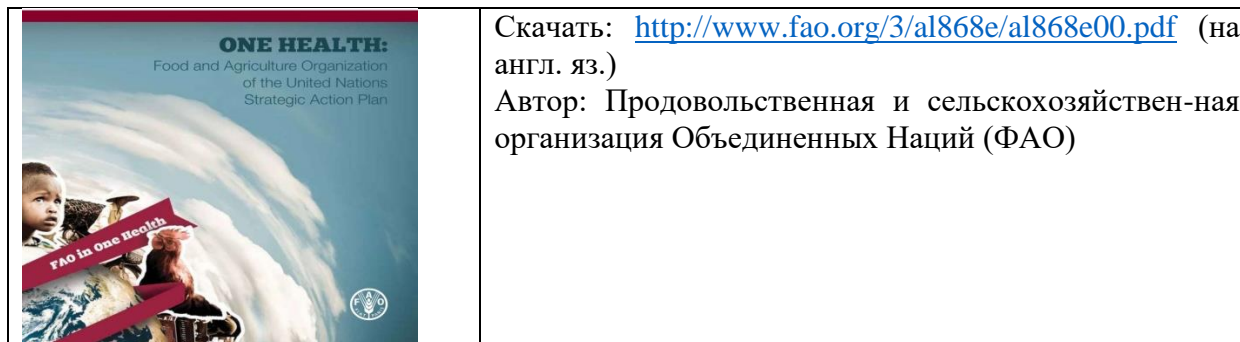 ONE HEALTH:
Food and Agriculture Organization
of the United Nations
Strategic Action Plan
FAO in One Health
F A O
Скачать: http://www.fao.org/3/al868e/al868e00.pdf (на
англ. яз.)
Автор: Продовольственная и сельскохозяйствен-ная
организация Объединенных Наций (ФАО)